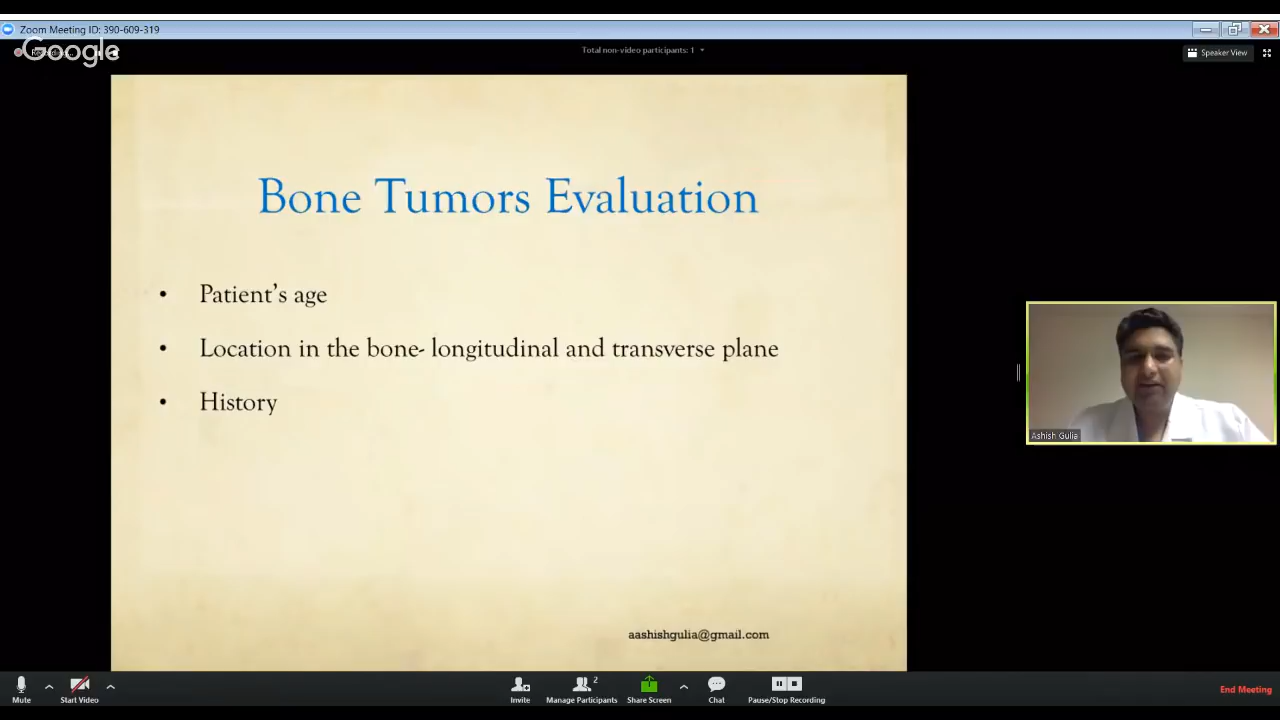 Zoom Meeting ID: 390-609-319
Google
Total non-video participants: 1
Speaker View
Bone Tumors Evaluation
• Patient's age
• Location in the bone- longitudinal and transverse plane
• History
Ashish Gulia
aashishgulia@gmail.com
Mute
Start Video
Invite
2
Manage Participants
Share Screen
Chat
Pause/Stop Recording
End Meeting